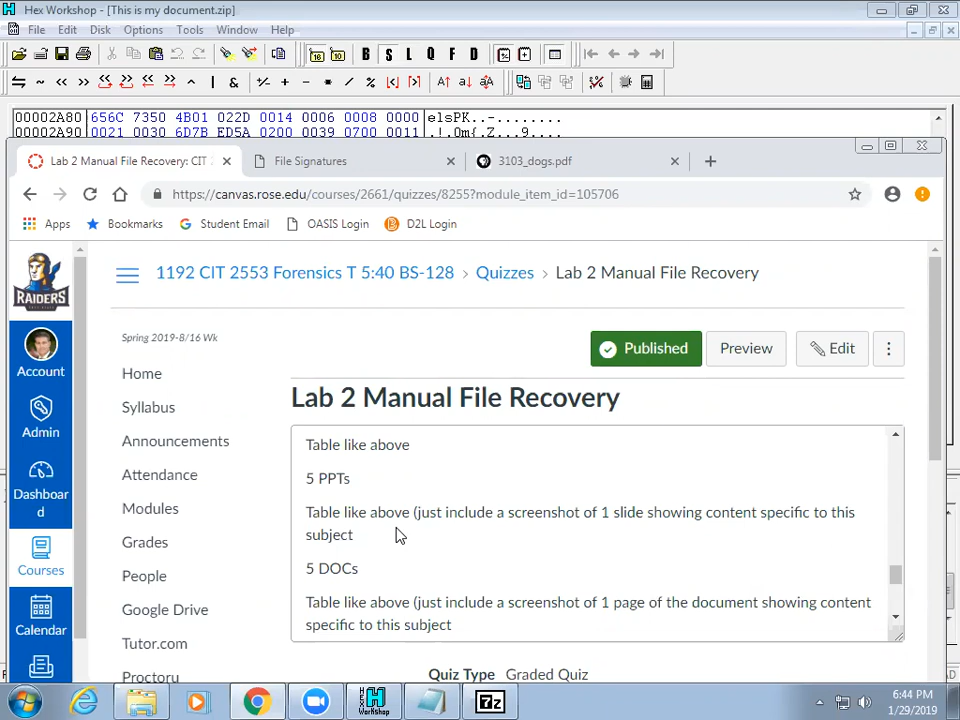 Hex Workshop - [This is my document.zip]
File Edit Disk Options Tools Window Help
B S L Q F D
00002A80 656C 7350 4B01 022D 0014 0006 0008 0000 elsPK..-........
00002A90 0021 0030 6D7B ED5A 0200 0039 0700 0011 .!.0m{.Z...9....
Lab 2 Manual File Recovery: CIT File Signatures 3103_dogs.pdf
https://canvas.rose.edu/courses/2661/quizzes/8255?module_item_id=105706
Apps Bookmarks Student Email OASIS Login D2L Login
RAIDERS
1192 CIT 2553 Forensics T 5:40 BS-128 > Quizzes > Lab 2 Manual File Recovery
Spring 2019-8/16 Wk
Published Preview Edit
Account
Admin
Dashboar
d
Courses
Calendar
Home
Syllabus
Announcements
Attendance
Modules
Grades
People
Google Drive
Tutor.com
Proctoru
Lab 2 Manual File Recovery
Table like above
5 PPTs
Table like above (just include a screenshot of 1 slide showing content specific to this
subject
5 DOCs
Table like above (just include a screenshot of 1 page of the document showing content
specific to this subject
Quiz Type Graded Quiz
HEX
Workshop
7z
6:44 PM
1/29/2019